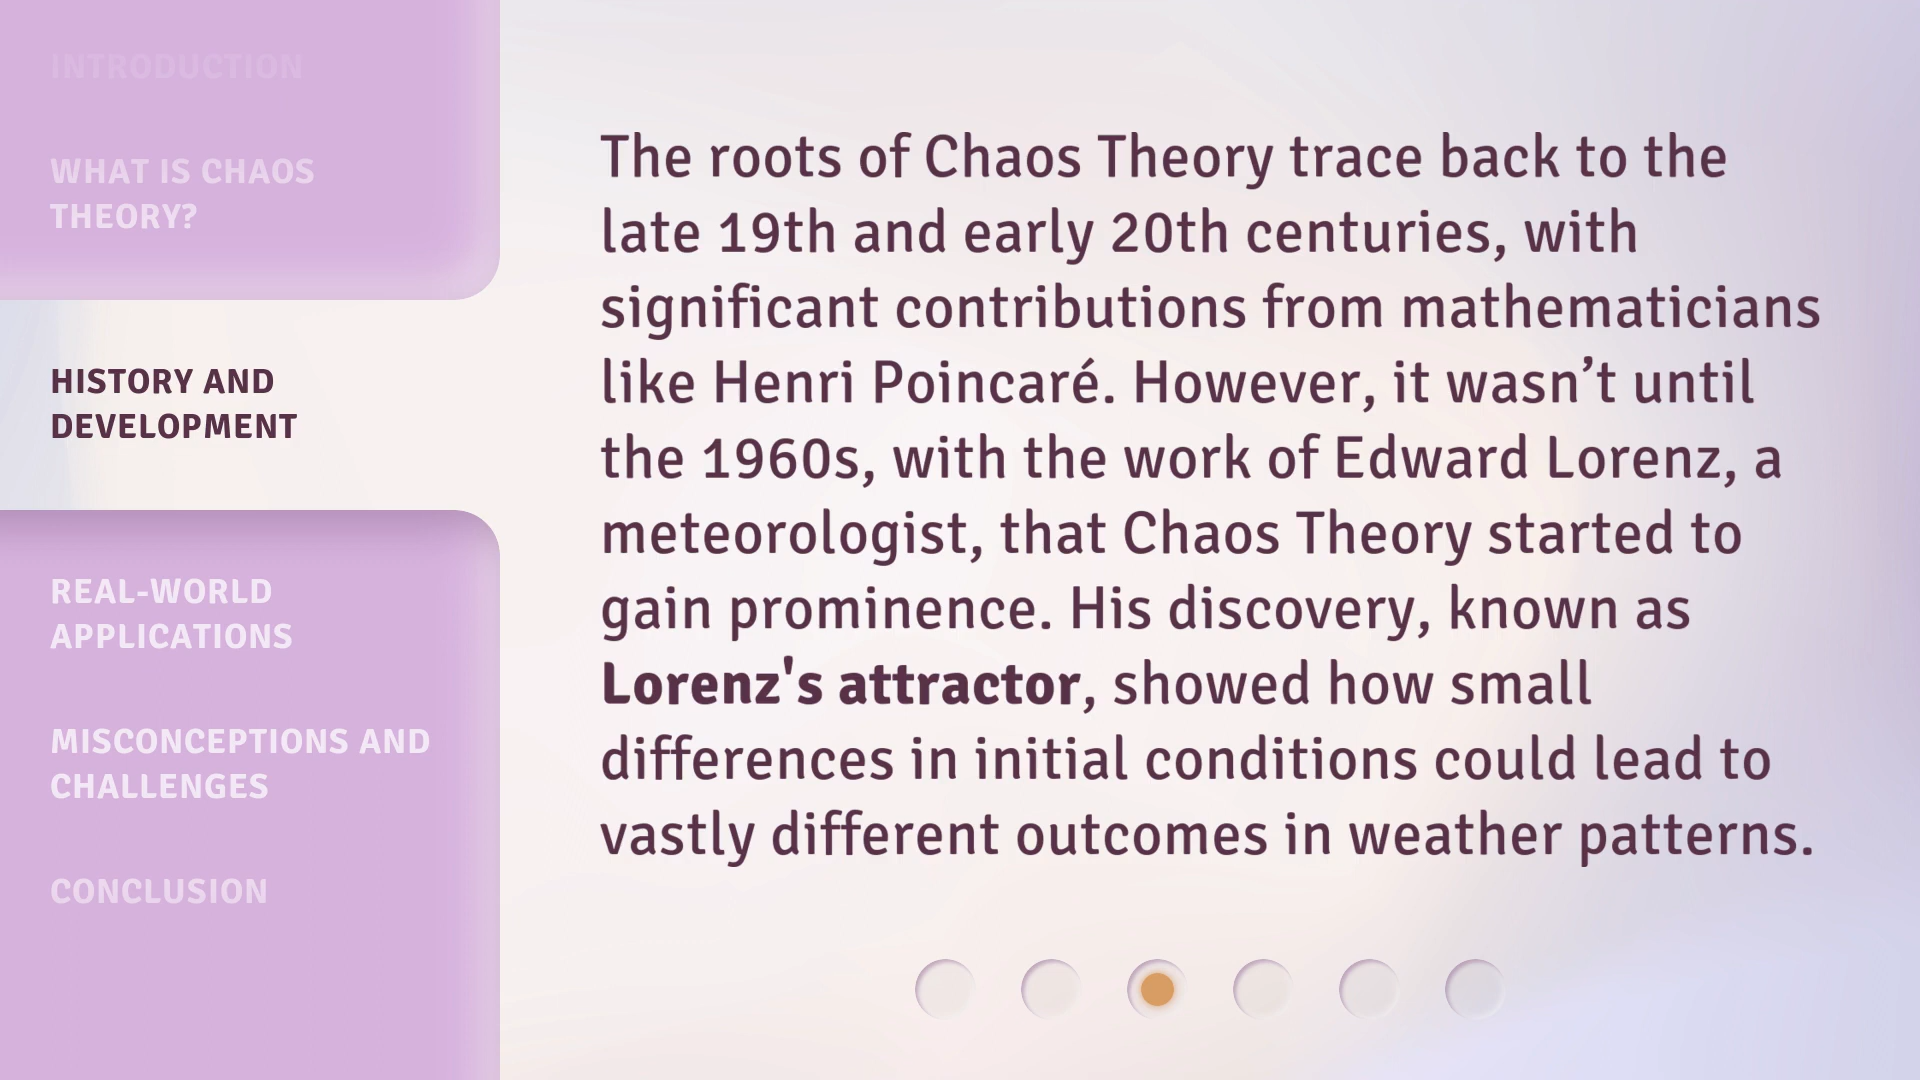 INTRODUCTION
WHAT IS CHAOS
THEORY?
HISTORY AND
DEVELOPMENT
REAL-WORLD
APPLICATIONS
MISCONCEPTIONS AND
CHALLENGES
CONCLUSION
The roots of Chaos Theory trace back to the
late 19th and early 20th centuries, with
significant contributions from mathematicians
like Henri Poincaré. However, it wasn’t until
the 1960s, with the work of Edward Lorenz, a
meteorologist, that Chaos Theory started to
gain prominence. His discovery, known as
Lorenz's attractor, showed how small
differences in initial conditions could lead to
vastly different outcomes in weather patterns.